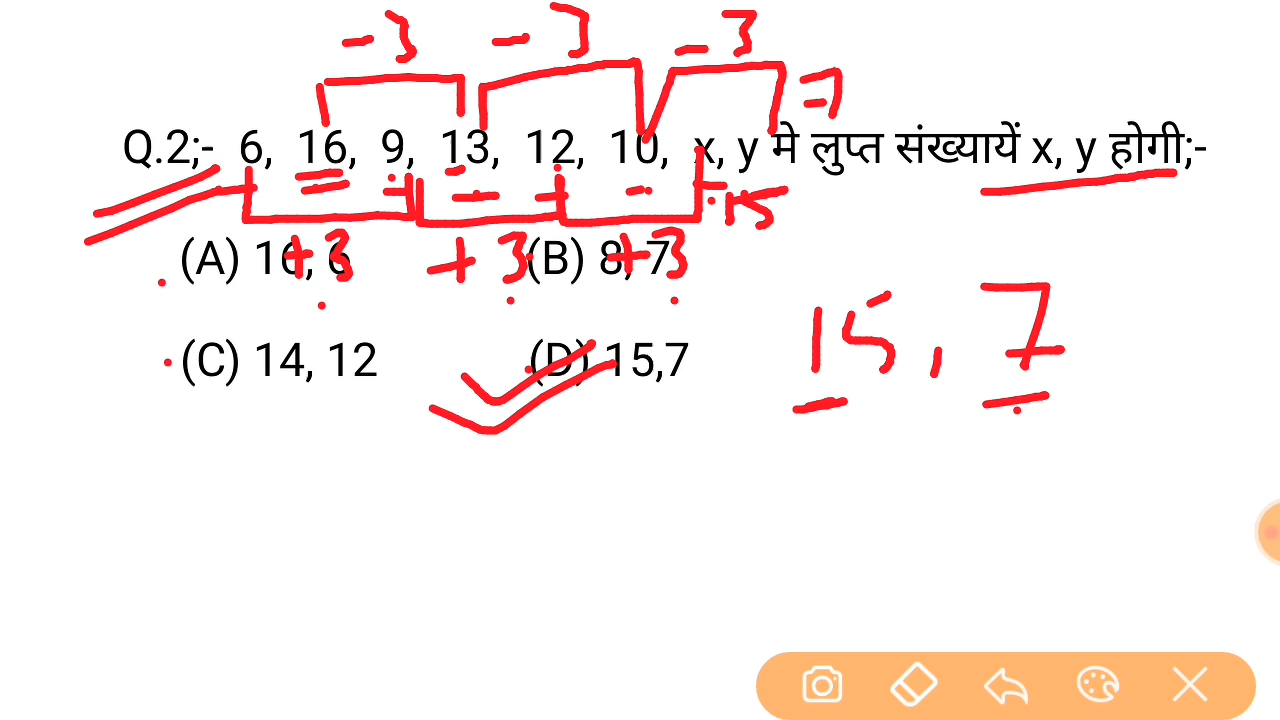 -3 -3 -3
=7
Q.2;- 6, 16, 9, 13, 12, 10, x, y मे लुप्त संख्यायें x, y होगी;-
15
(A) 16, 6 (B) 8, 7
+3 +3 +3
15, 7
(C) 14, 12 (D) 15,7